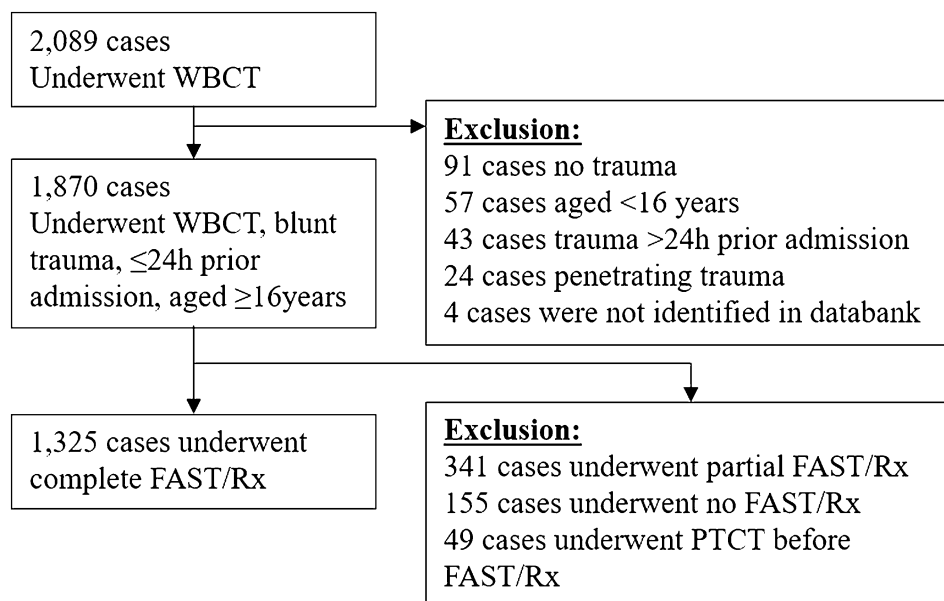 2,089 cases
Underwent WBCT
Exclusion:
91 cases no trauma
57 cases aged <16 years
43 cases trauma >24h prior admission
24 cases penetrating trauma
4 cases were not identified in databank
1,870 cases
Underwent WBCT, blunt
trauma, ≤24h prior
admission, aged ≥16years
1,325 cases underwent
complete FAST/Rx
Exclusion:
341 cases underwent partial FAST/Rx
155 cases underwent no FAST/Rx
49 cases underwent PTCT before
FAST/Rx